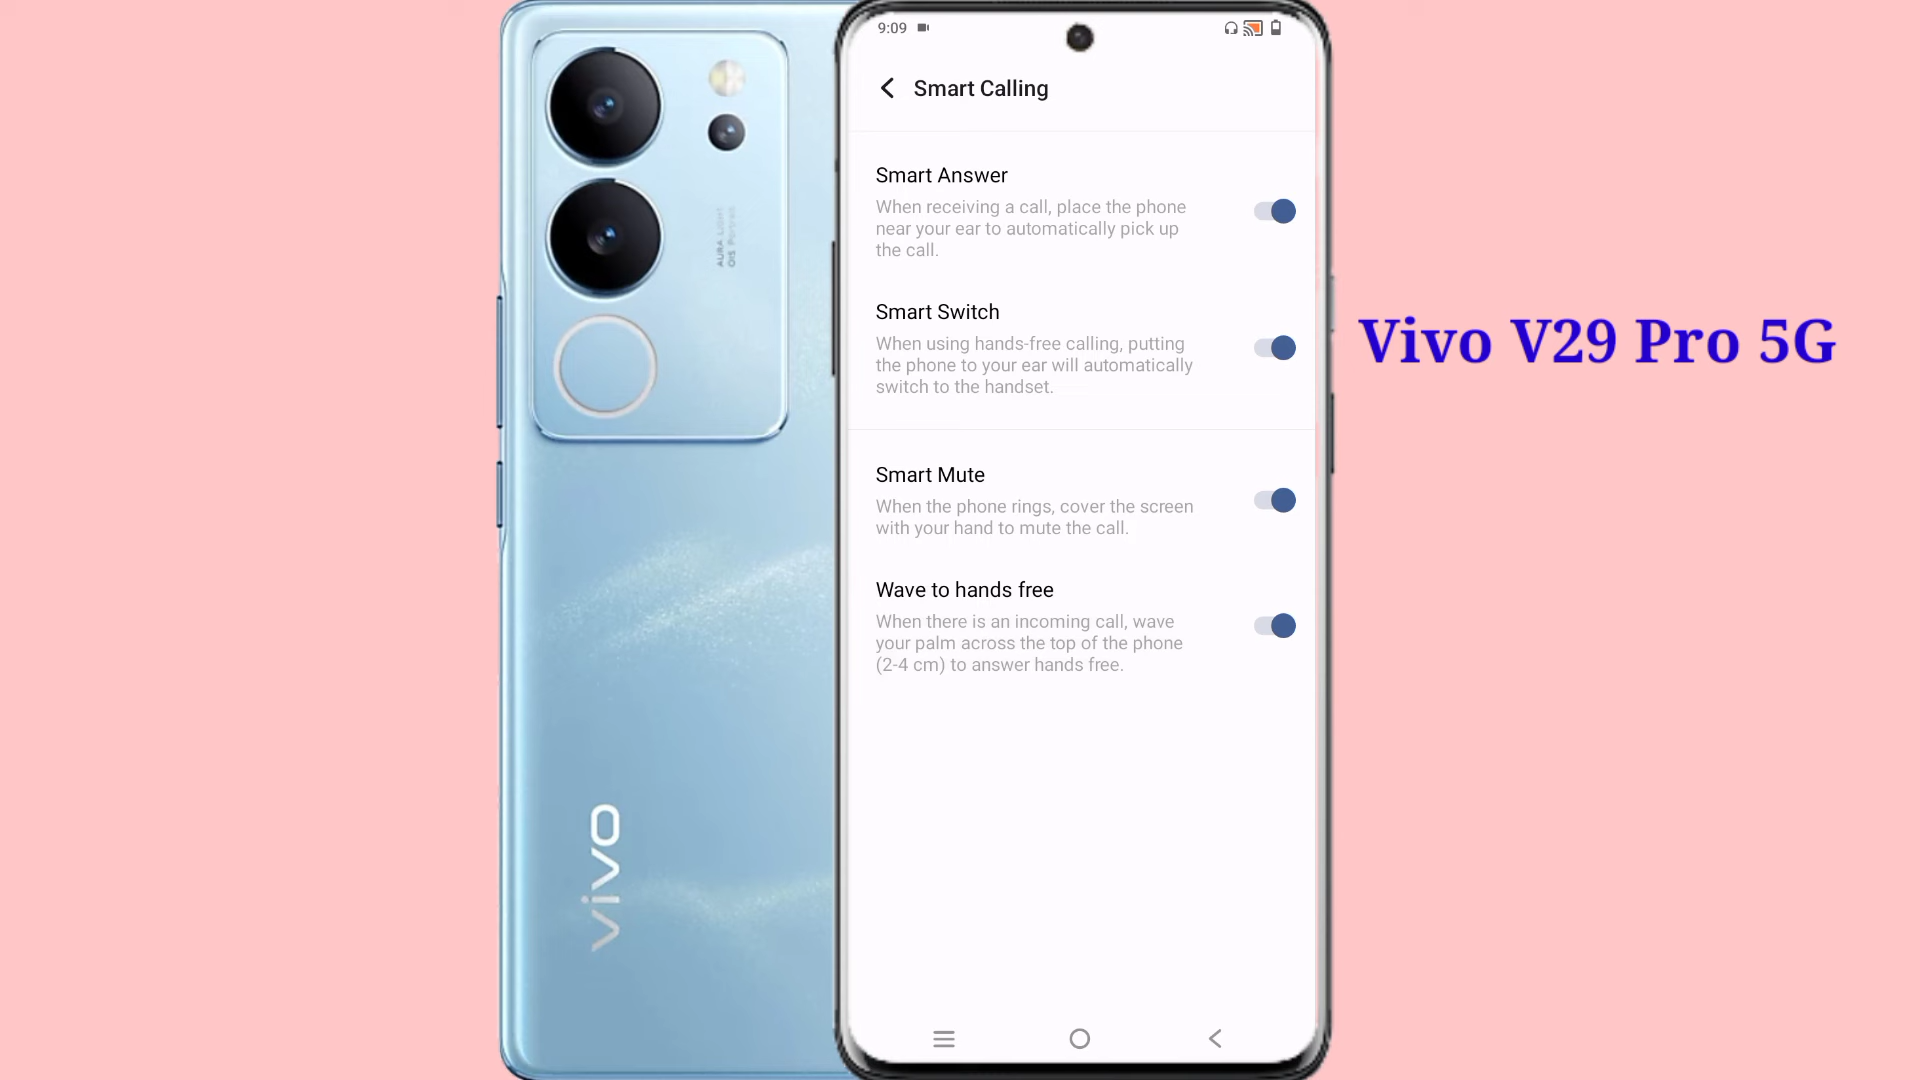 AURA LIGHT
OIS Portrait
vivo
9:09
Smart Calling
Smart Answer
When receiving a call, place the phone
near your ear to automatically pick up
the call.
Smart Switch
When using hands-free calling, putting
the phone to your ear will automatically
switch to the handset.
Smart Mute
When the phone rings, cover the screen
with your hand to mute the call.
Wave to hands free
When there is an incoming call, wave
your palm across the top of the phone
(2-4 cm) to answer hands free.
Vivo V29 Pro 5G